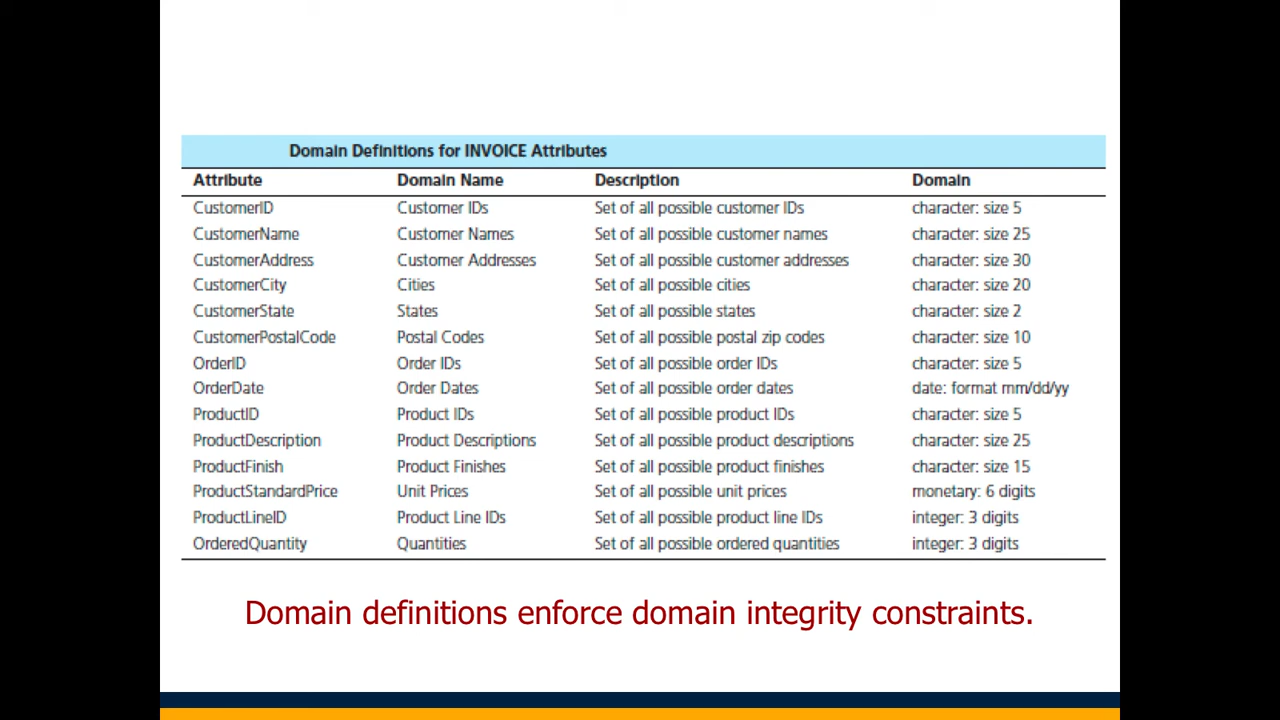 Domain Definitions for INVOICE Attributes
Attribute Domain Name Description Domain
CustomerID Customer IDs Set of all possible customer IDs character: size 5
CustomerName Customer Names Set of all possible customer names character: size 25
CustomerAddress Customer Addresses Set of all possible customer addresses character: size 30
CustomerCity Cities Set of all possible cities character: size 20
CustomerState States Set of all possible states character: size 2
CustomerPostalCode Postal Codes Set of all possible postal zip codes character: size 10
OrderID Order IDs Set of all possible order IDs character: size 5
OrderDate Order Dates Set of all possible order dates date: format mm/dd/yy
ProductID Product IDs Set of all possible product IDs character: size 5
ProductDescription Product Descriptions Set of all possible product descriptions character: size 25
ProductFinish Product Finishes Set of all possible product finishes character: size 15
ProductStandardPrice Unit Prices Set of all possible unit prices monetary: 6 digits
ProductLineID Product Line IDs Set of all possible product line IDs integer: 3 digits
OrderedQuantity Quantities Set of all possible ordered quantities integer: 3 digits
Domain definitions enforce domain integrity constraints.